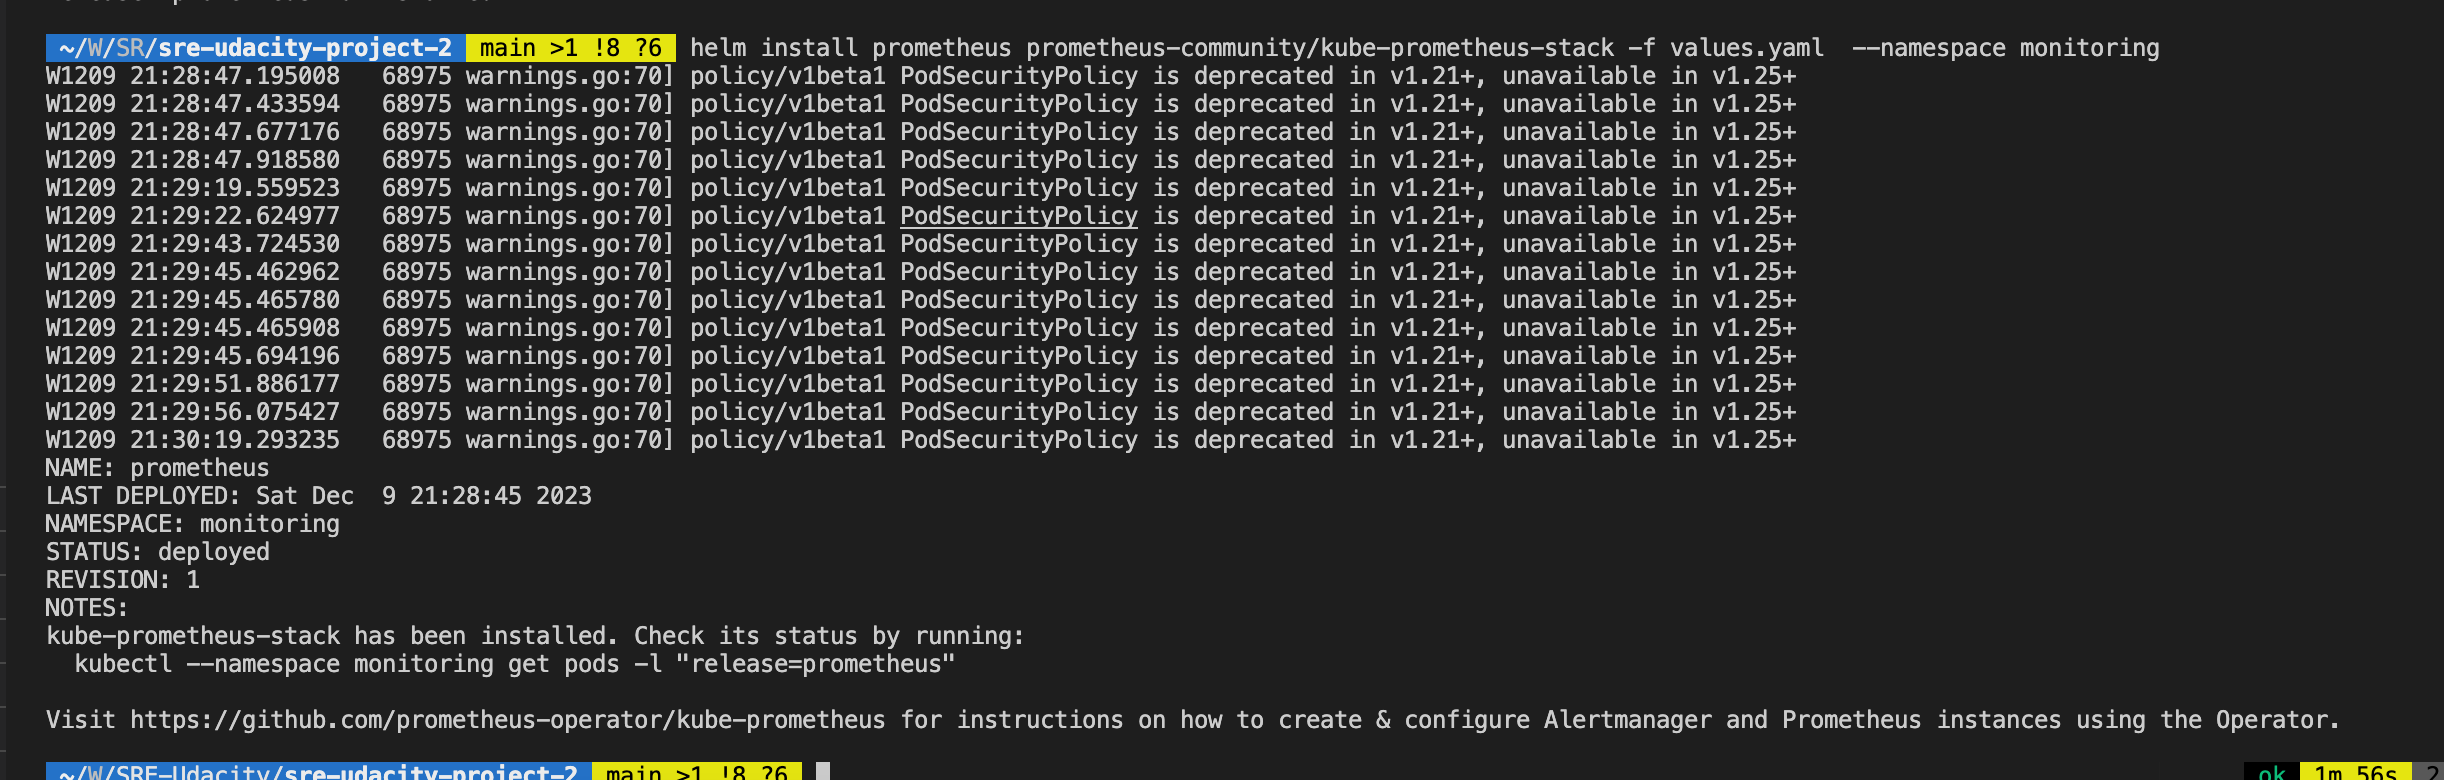 ~/W/SR/sre-udacity-project-2  main >1 !8 ?6  helm install prometheus prometheus-community/kube-prometheus-stack -f values.yaml  --namespace monitoring
W1209 21:28:47.195008   68975 warnings.go:70] policy/v1beta1 PodSecurityPolicy is deprecated in v1.21+, unavailable in v1.25+
W1209 21:28:47.433594   68975 warnings.go:70] policy/v1beta1 PodSecurityPolicy is deprecated in v1.21+, unavailable in v1.25+
W1209 21:28:47.677176   68975 warnings.go:70] policy/v1beta1 PodSecurityPolicy is deprecated in v1.21+, unavailable in v1.25+
W1209 21:28:47.918580   68975 warnings.go:70] policy/v1beta1 PodSecurityPolicy is deprecated in v1.21+, unavailable in v1.25+
W1209 21:29:19.559523   68975 warnings.go:70] policy/v1beta1 PodSecurityPolicy is deprecated in v1.21+, unavailable in v1.25+
W1209 21:29:22.624977   68975 warnings.go:70] policy/v1beta1 PodSecurityPolicy is deprecated in v1.21+, unavailable in v1.25+
W1209 21:29:43.724530   68975 warnings.go:70] policy/v1beta1 PodSecurityPolicy is deprecated in v1.21+, unavailable in v1.25+
W1209 21:29:45.462962   68975 warnings.go:70] policy/v1beta1 PodSecurityPolicy is deprecated in v1.21+, unavailable in v1.25+
W1209 21:29:45.465780   68975 warnings.go:70] policy/v1beta1 PodSecurityPolicy is deprecated in v1.21+, unavailable in v1.25+
W1209 21:29:45.465908   68975 warnings.go:70] policy/v1beta1 PodSecurityPolicy is deprecated in v1.21+, unavailable in v1.25+
W1209 21:29:45.694196   68975 warnings.go:70] policy/v1beta1 PodSecurityPolicy is deprecated in v1.21+, unavailable in v1.25+
W1209 21:29:51.886177   68975 warnings.go:70] policy/v1beta1 PodSecurityPolicy is deprecated in v1.21+, unavailable in v1.25+
W1209 21:29:56.075427   68975 warnings.go:70] policy/v1beta1 PodSecurityPolicy is deprecated in v1.21+, unavailable in v1.25+
W1209 21:30:19.293235   68975 warnings.go:70] policy/v1beta1 PodSecurityPolicy is deprecated in v1.21+, unavailable in v1.25+
NAME: prometheus
LAST DEPLOYED: Sat Dec  9 21:28:45 2023
NAMESPACE: monitoring
STATUS: deployed
REVISION: 1
NOTES:
kube-prometheus-stack has been installed. Check its status by running:
  kubectl --namespace monitoring get pods -l "release=prometheus"
Visit https://github.com/prometheus-operator/kube-prometheus for instructions on how to create & configure Alertmanager and Prometheus instances using the Operator.
~/W/SRE-Udacity/sre-udacity-project-2  main >1 !8 ?6  ok  1m 56s  2